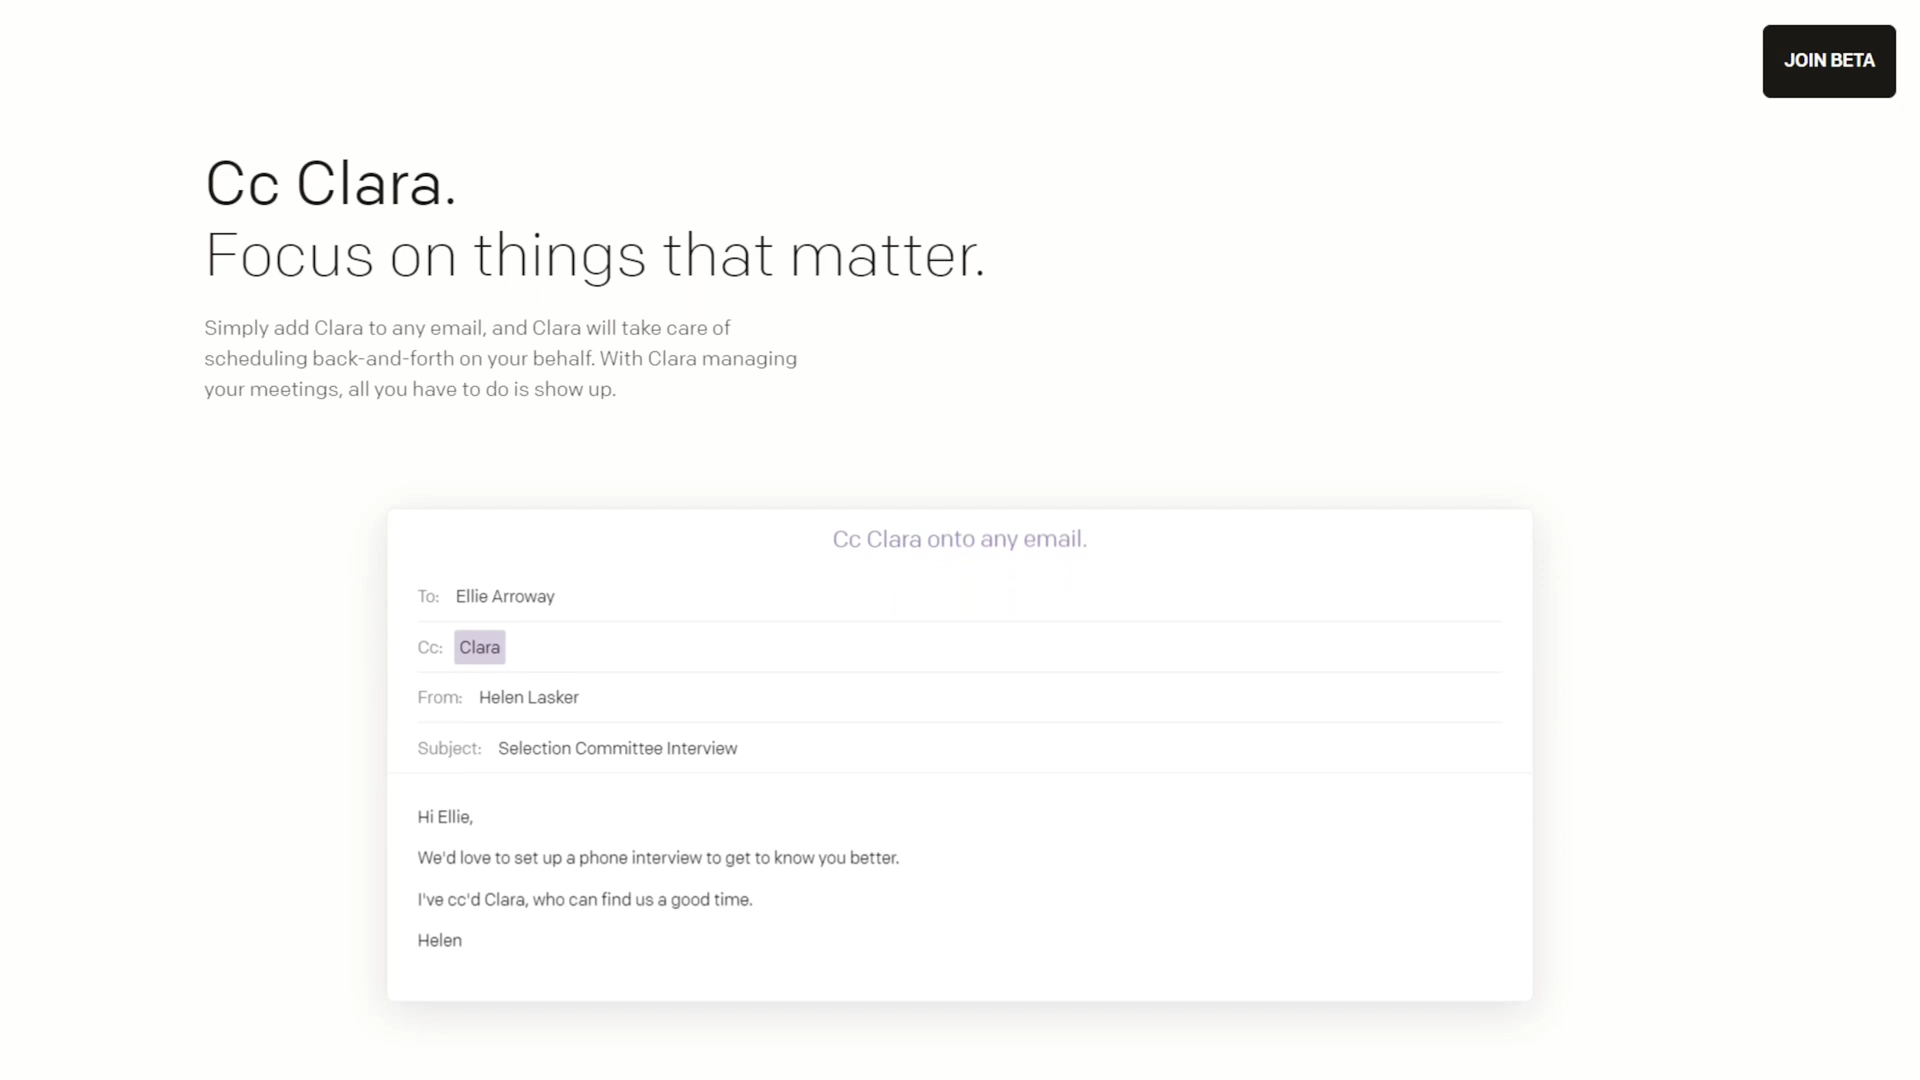 JOIN BETA
Cc Clara.
Focus on things that matter.
Simply add Clara to any email, and Clara will take care of
scheduling back-and-forth on your behalf. With Clara managing
your meetings, all you have to do is show up.
Cc Clara onto any email.
To: Ellie Arroway
Cc: Clara
From: Helen Lasker
Subject: Selection Committee Interview
Hi Ellie,
We'd love to set up a phone interview to get to know you better.
I've cc'd Clara, who can find us a good time.
Helen